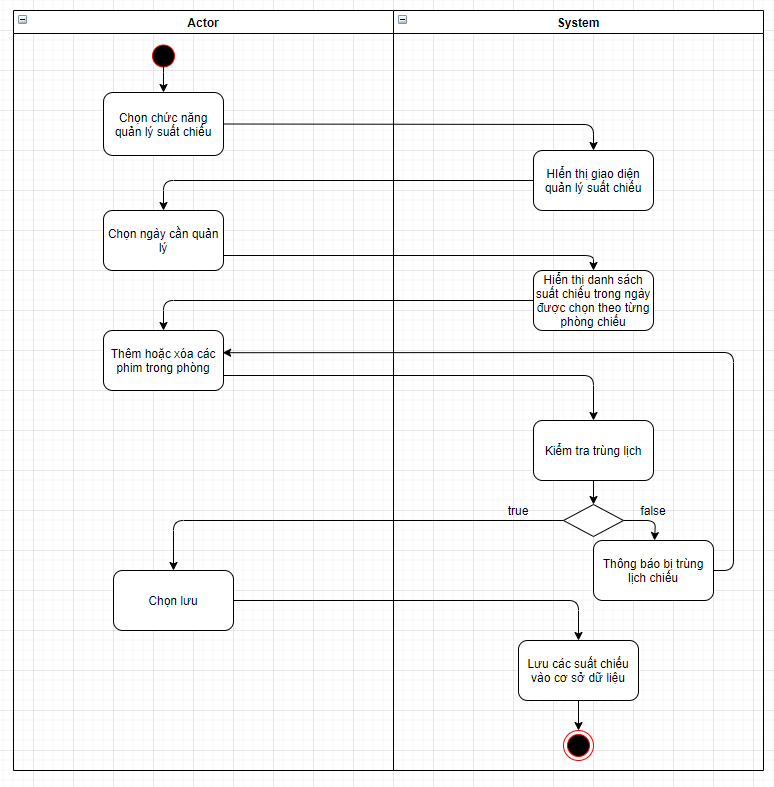 Actor
System
Chọn chức năng
quản lý suất chiếu
HIển thị giao diện
quản lý suất chiếu
Chọn ngày cần quản
lý
Hiển thị danh sách
suất chiếu trong ngày
được chọn theo từng
phòng chiếu
Thêm hoặc xóa các
phim trong phòng
Kiểm tra trùng lịch
true
false
Thông báo bị trùng
lịch chiếu
Chọn lưu
Lưu các suất chiếu
vào cơ sở dữ liệu